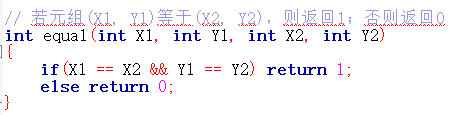 // 若元组(X1, Y1)等于(X2, Y2)，则返回1；否则返回0
int equal(int X1, int Y1, int X2, int Y2)
{
if(X1 == X2 && Y1 == Y2) return 1;
else return 0;
}